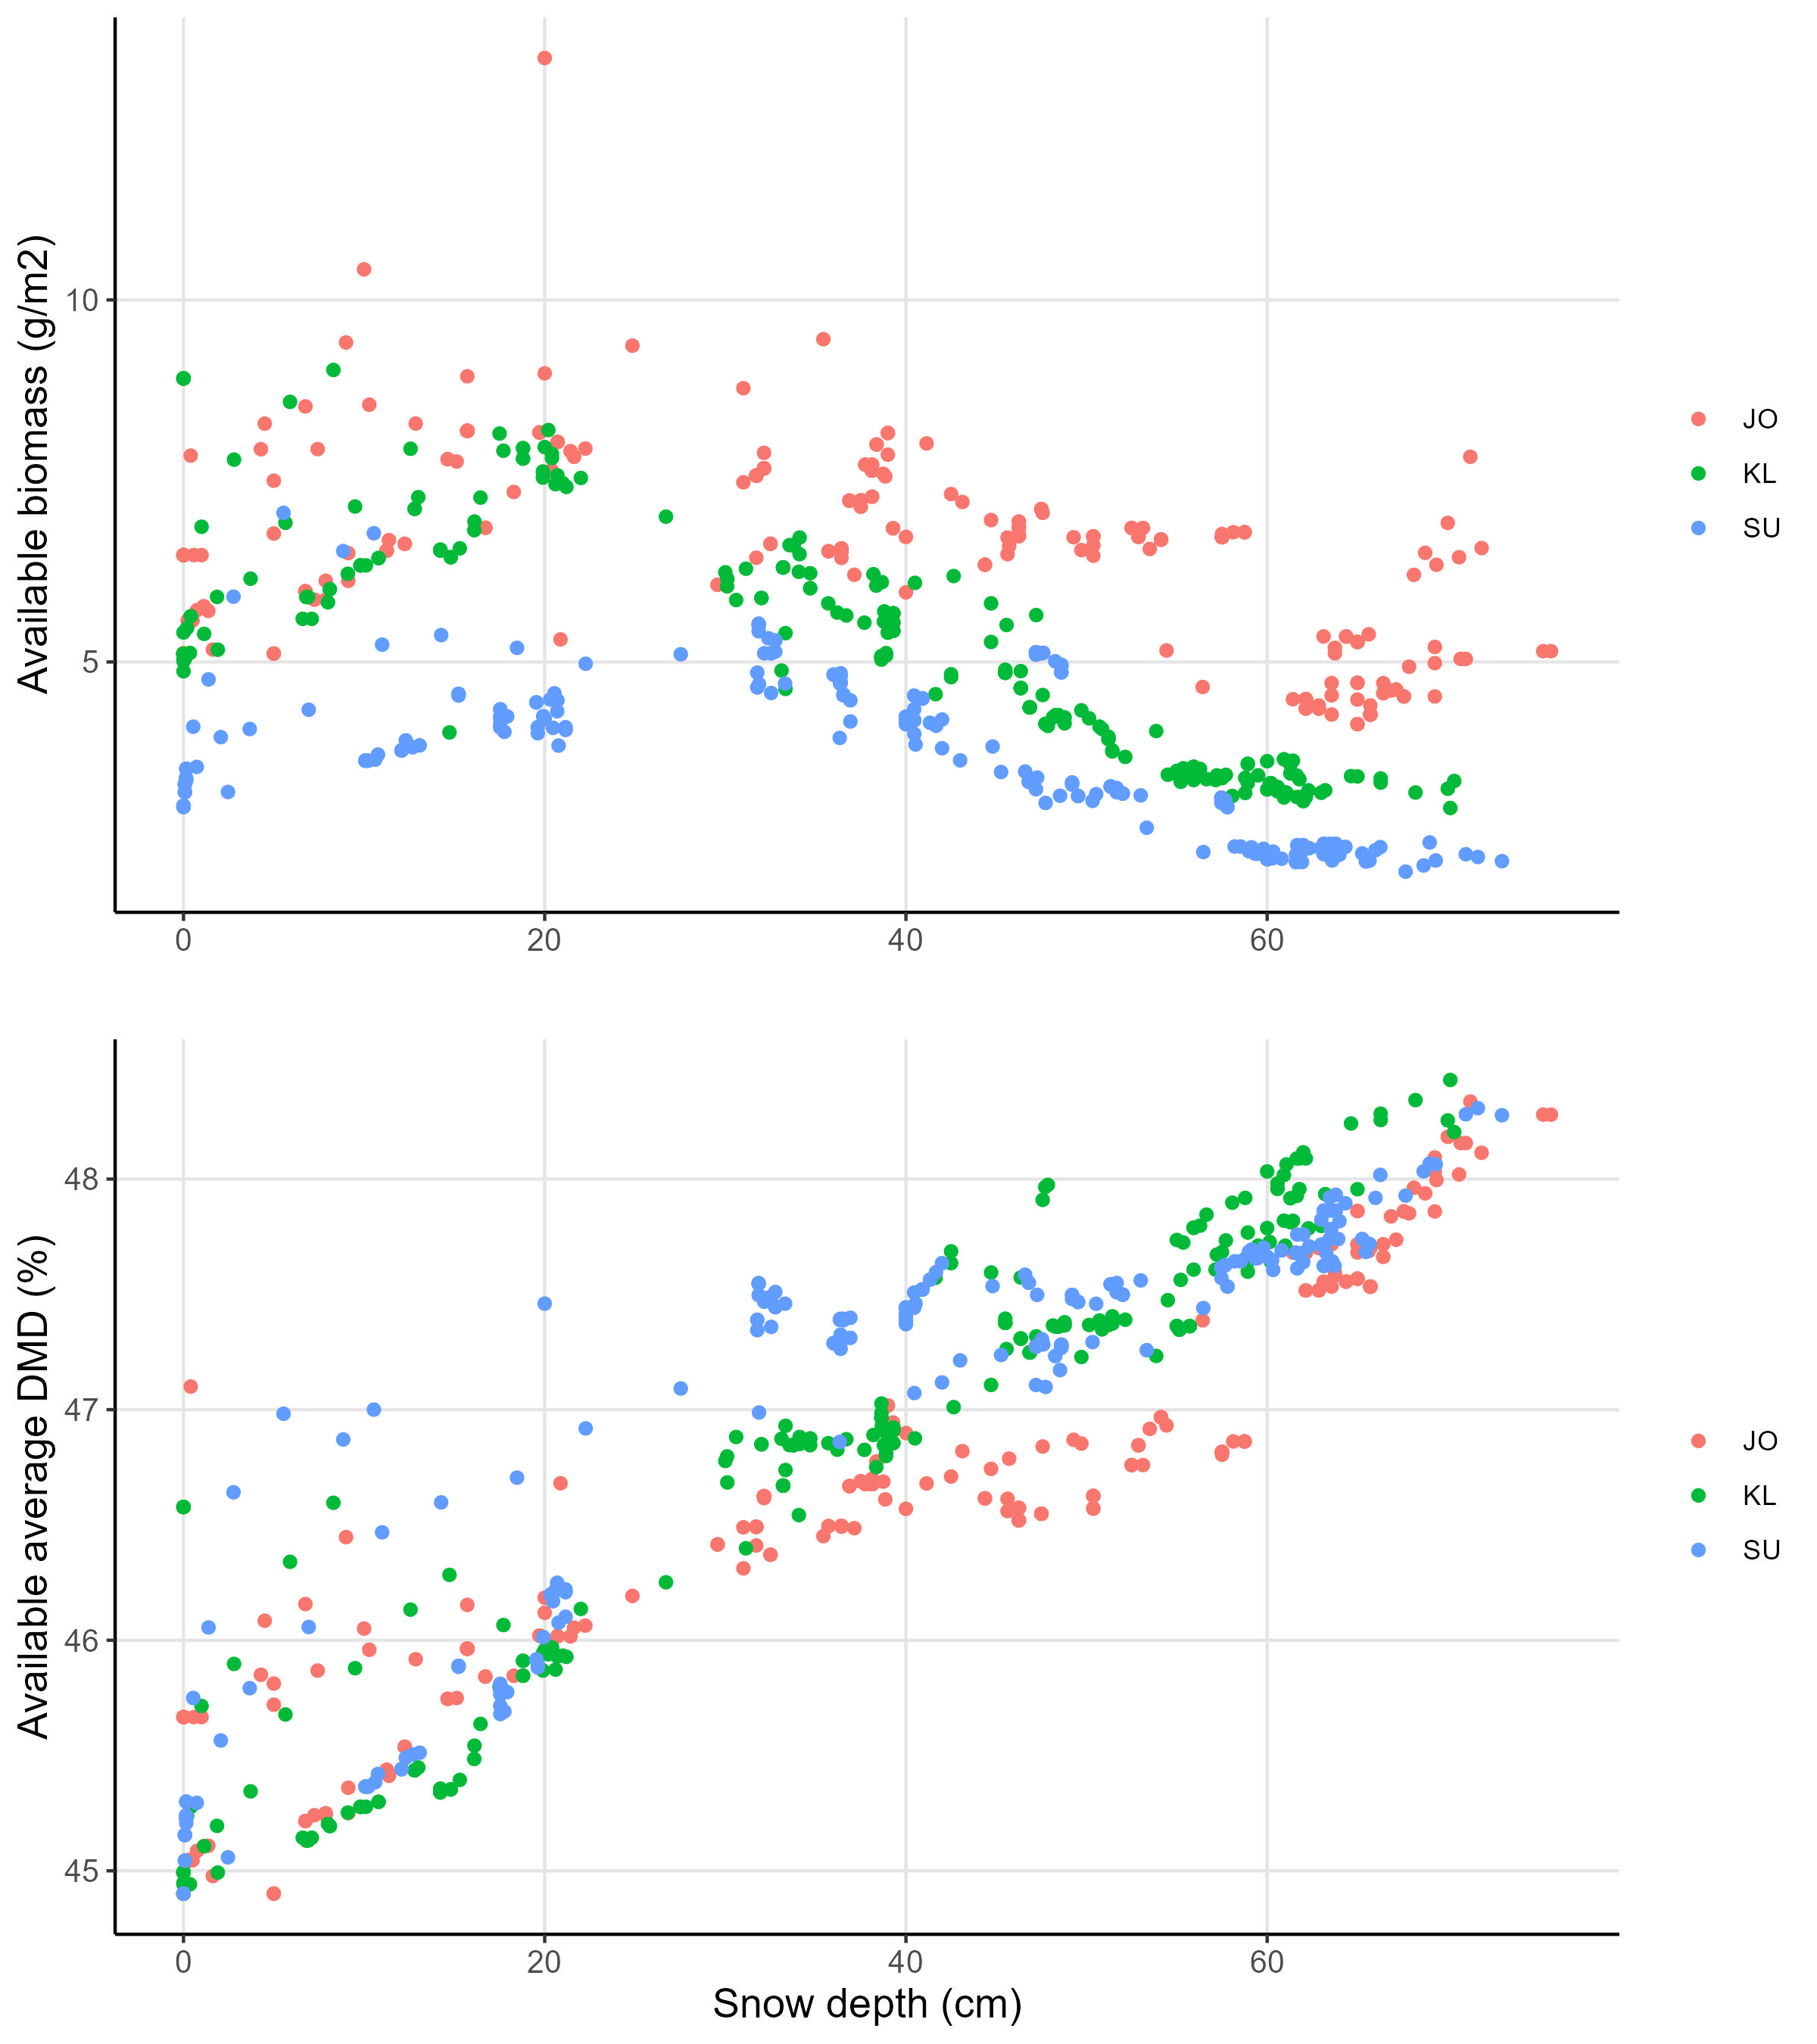 Available biomass (g/m2)
10
5
0 20 40 60
JO
KL
SU
Available average DMD (%)
48
47
46
45
0 20 40 60
Snow depth (cm)
JO
KL
SU